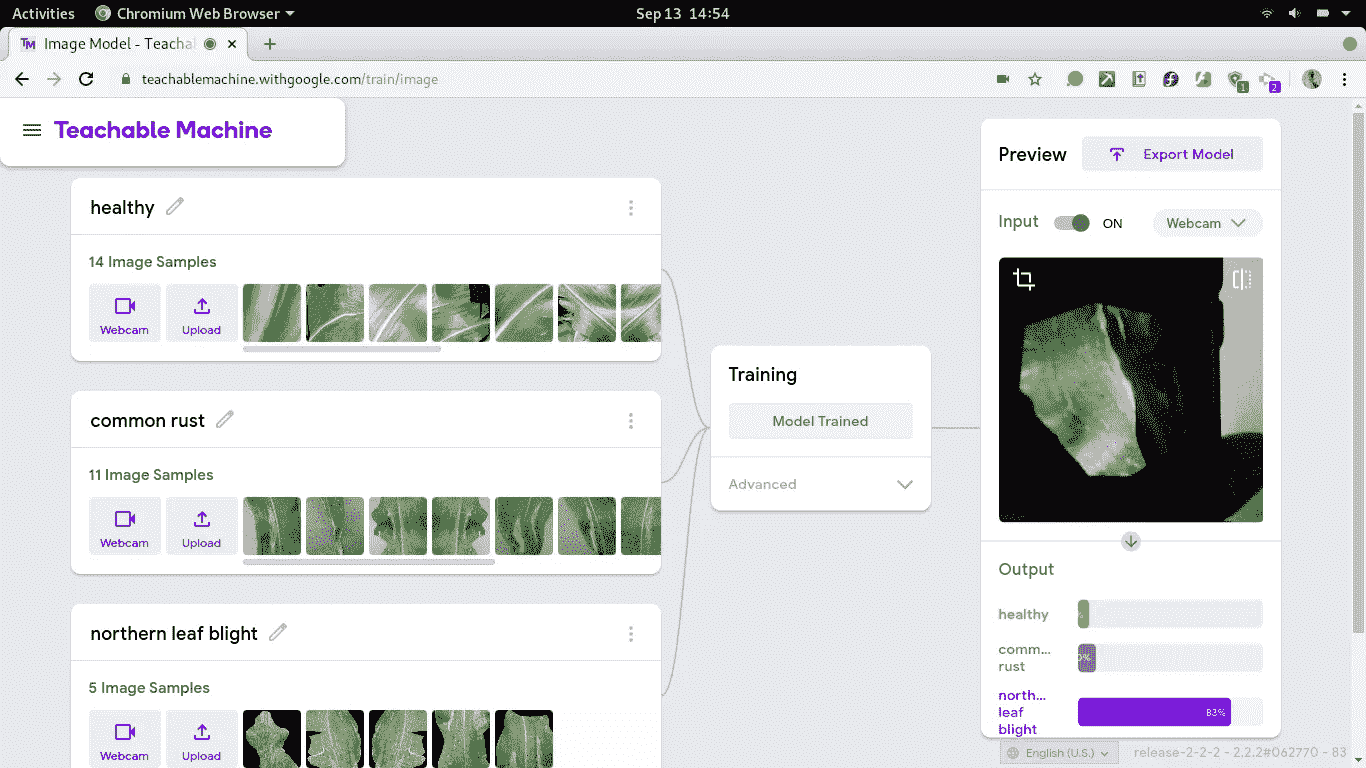 Activities
Chromium Web Browser
Sep 13 14:54
TM Image Model - Teacha
teachablemachine.withgoogle.com/train/image
1
2
Teachable Machine
healthy
14 Image Samples
Webcam
Upload
common rust
11 Image Samples
Webcam
Upload
northern leaf blight
5 Image Samples
Webcam
Upload
Training
Model Trained
Advanced
Preview
Export Model
Input
ON
Webcam
Output
healthy
comm...
rust
north...
leaf
blight
83%
English (U.S.)
release-2-2-2 - 2.2.2#062770 - 83